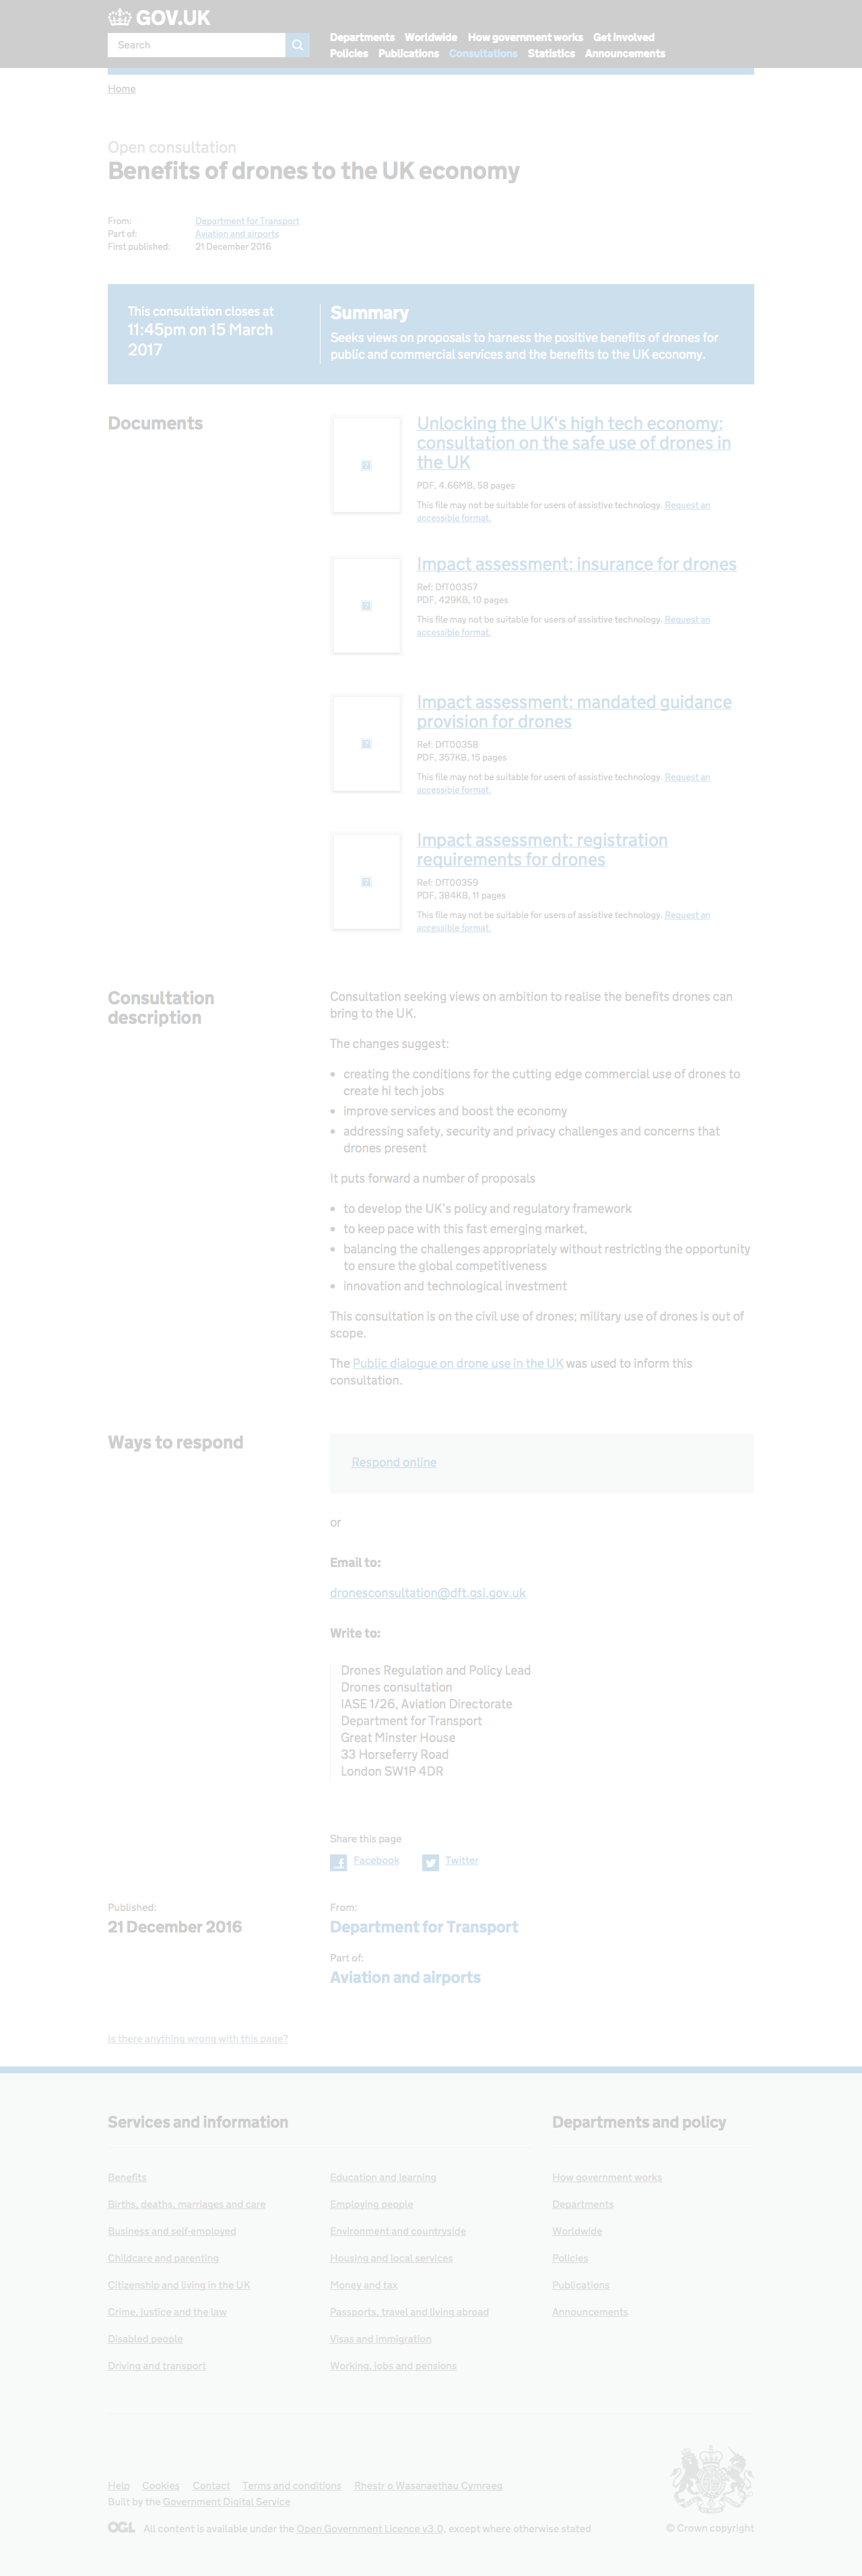 GOV.UK
Search
Departments Worldwide How government works Get involved
Policies Publications Consultations Statistics Announcements
Home
Open consultation
Benefits of drones to the UK economy
From: Department for Transport
Part of: Aviation and airports
First published: 21 December 2016
This consultation closes at
11:45pm on 15 March
2017
Summary
Seeks views on proposals to harness the positive benefits of drones for
public and commercial services and the benefits to the UK economy.
Documents
Unlocking the UK's high tech economy:
consultation on the safe use of drones in
the UK
PDF, 4.66MB, 58 pages
This file may not be suitable for users of assistive technology. Request an
accessible format.
Impact assessment: insurance for drones
Ref: DfT00357
PDF, 429KB, 10 pages
This file may not be suitable for users of assistive technology. Request an
accessible format.
Impact assessment: mandated guidance
provision for drones
Ref: DfT00358
PDF, 357KB, 15 pages
This file may not be suitable for users of assistive technology. Request an
accessible format.
Impact assessment: registration
requirements for drones
Ref: DfT00359
PDF, 384KB, 11 pages
This file may not be suitable for users of assistive technology. Request an
accessible format.
Consultation
description
Consultation seeking views on ambition to realise the benefits drones can
bring to the UK.
The changes suggest:
• creating the conditions for the cutting edge commercial use of drones to
create hi tech jobs
• improve services and boost the economy
• addressing safety, security and privacy challenges and concerns that
drones present
It puts forward a number of proposals
• to develop the UK's policy and regulatory framework
• to keep pace with this fast emerging market,
• balancing the challenges appropriately without restricting the opportunity
to ensure the global competitiveness
• innovation and technological investment
This consultation is on the civil use of drones; military use of drones is out of
scope.
The Public dialogue on drone use in the UK was used to inform this
consultation.
Ways to respond
Respond online
or
Email to:
dronesconsultation@dft.gsi.gov.uk
Write to:
Drones Regulation and Policy Lead
Drones consultation
IASE 1/26, Aviation Directorate
Department for Transport
Great Minster House
33 Horseferry Road
London SW1P 4DR
Share this page
Facebook Twitter
Published:
21 December 2016
From:
Department for Transport
Part of:
Aviation and airports
Is there anything wrong with this page?
Services and information
Benefits
Births, deaths, marriages and care
Business and self-employed
Childcare and parenting
Citizenship and living in the UK
Crime, justice and the law
Disabled people
Driving and transport
Education and learning
Employing people
Environment and countryside
Housing and local services
Money and tax
Passports, travel and living abroad
Visas and immigration
Working, jobs and pensions
Departments and policy
How government works
Departments
Worldwide
Policies
Publications
Announcements
Help Cookies Contact Terms and conditions Rhestr o Wasanaethau Cymraeg
Built by the Government Digital Service
OGL All content is available under the Open Government Licence v3.0, except where otherwise stated
© Crown copyright